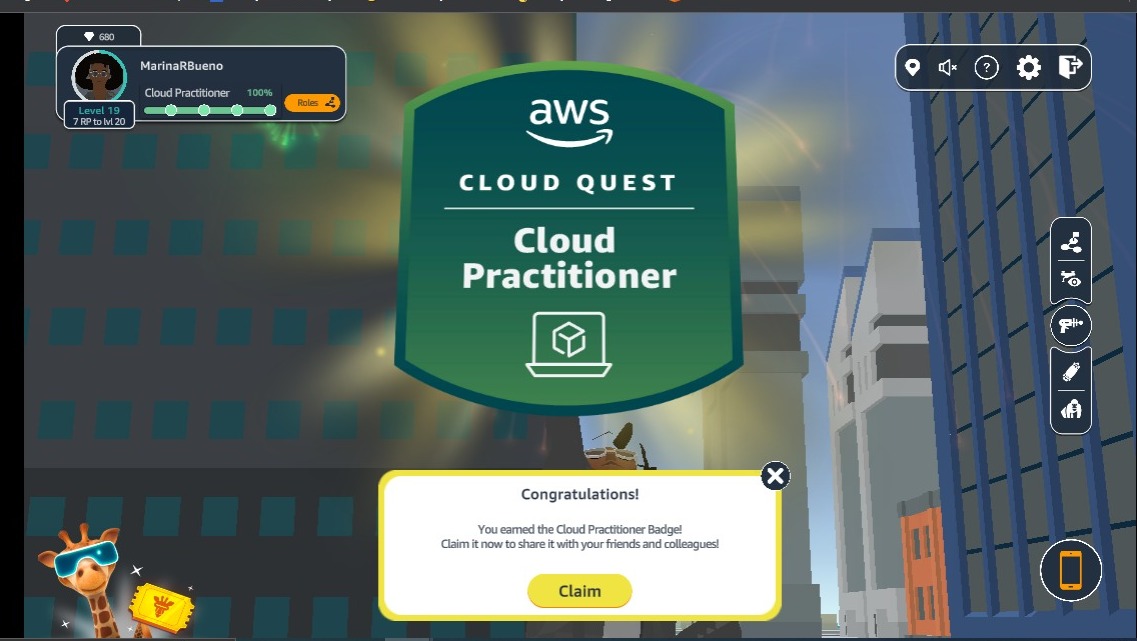 680
MarinaRBueno
Cloud Practitioner 100%
Roles
Level 19
7 RP to lvl 20
aws
CLOUD QUEST
Cloud
Practitioner
?
Congratulations!
You earned the Cloud Practitioner Badge!
Claim it now to share it with your friends and colleagues!
Claim